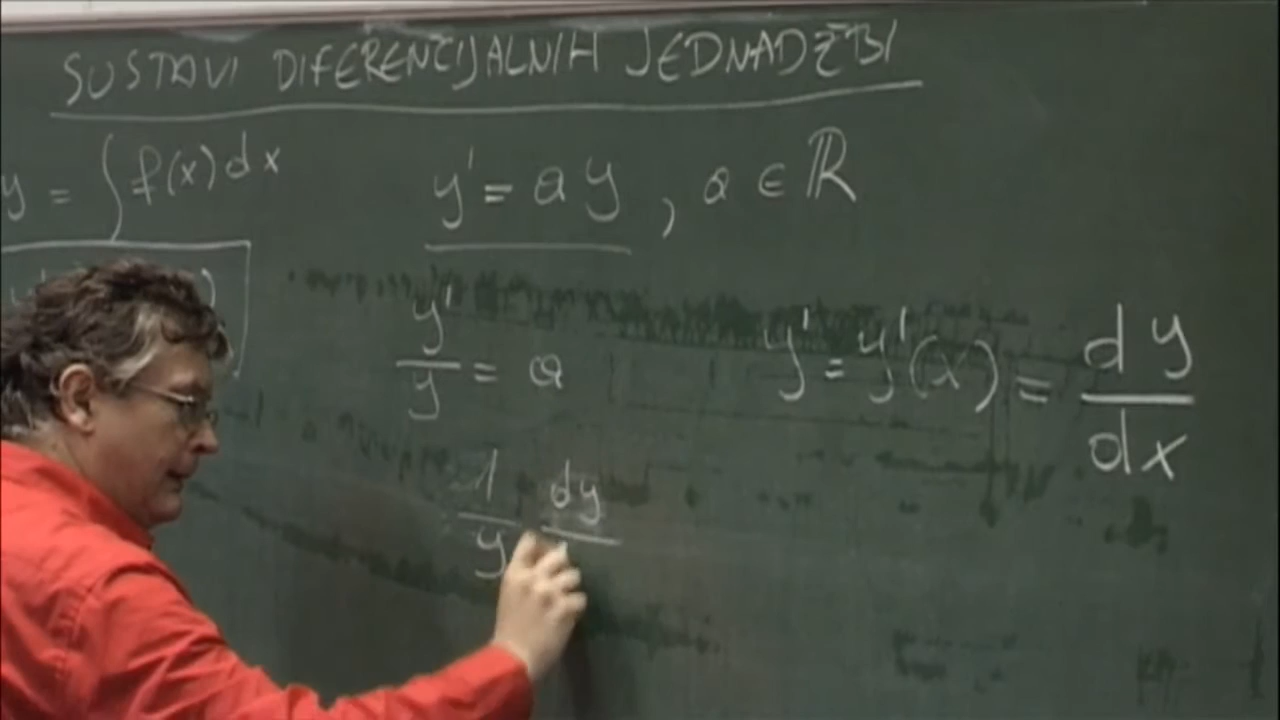 SUSTAVI DIFERENCIJALNIH JEDNADŽBI
y = ∫ f(x) dx
y' = a y , a ∈ ℝ
y'/y = a
y' = y'(x) = dy/dx
1/y dy